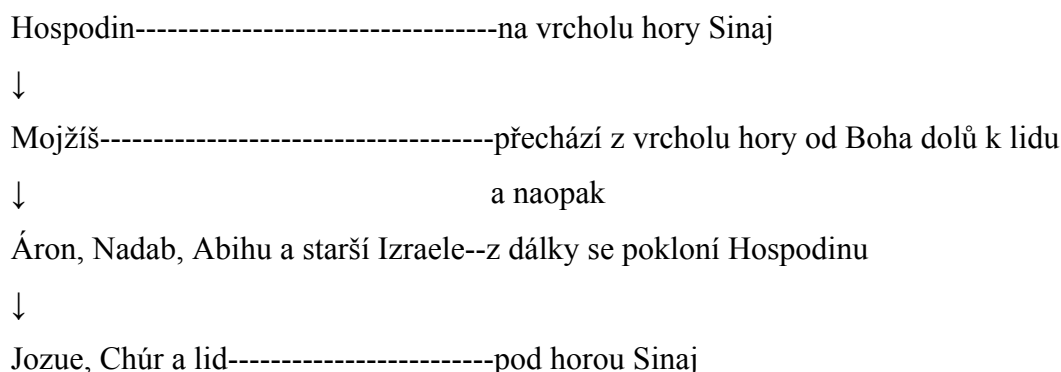 Hospodin----------------------------------na vrcholu hory Sinaj
↓
Mojžíš-------------------------------------přechází z vrcholu hory od Boha dolů k lidu
↓ a naopak
Áron, Nadab, Abihu a starší Izraele--z dálky se pokloní Hospodinu
↓
Jozue, Chúr a lid-------------------------pod horou Sinaj